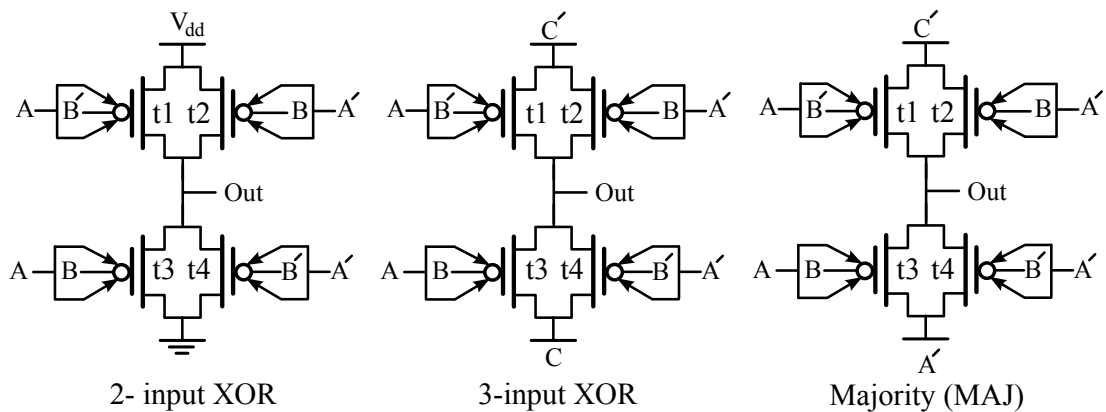 V_dd
C′
C′
A B′ t1 t2 B A′
A B′ t1 t2 B A′
A B′ t1 t2 B A′
Out
Out
Out
A B t3 t4 B′ A′
A B t3 t4 B′ A′
A B t3 t4 B′ A′
C
A′
2- input XOR
3-input XOR
Majority (MAJ)